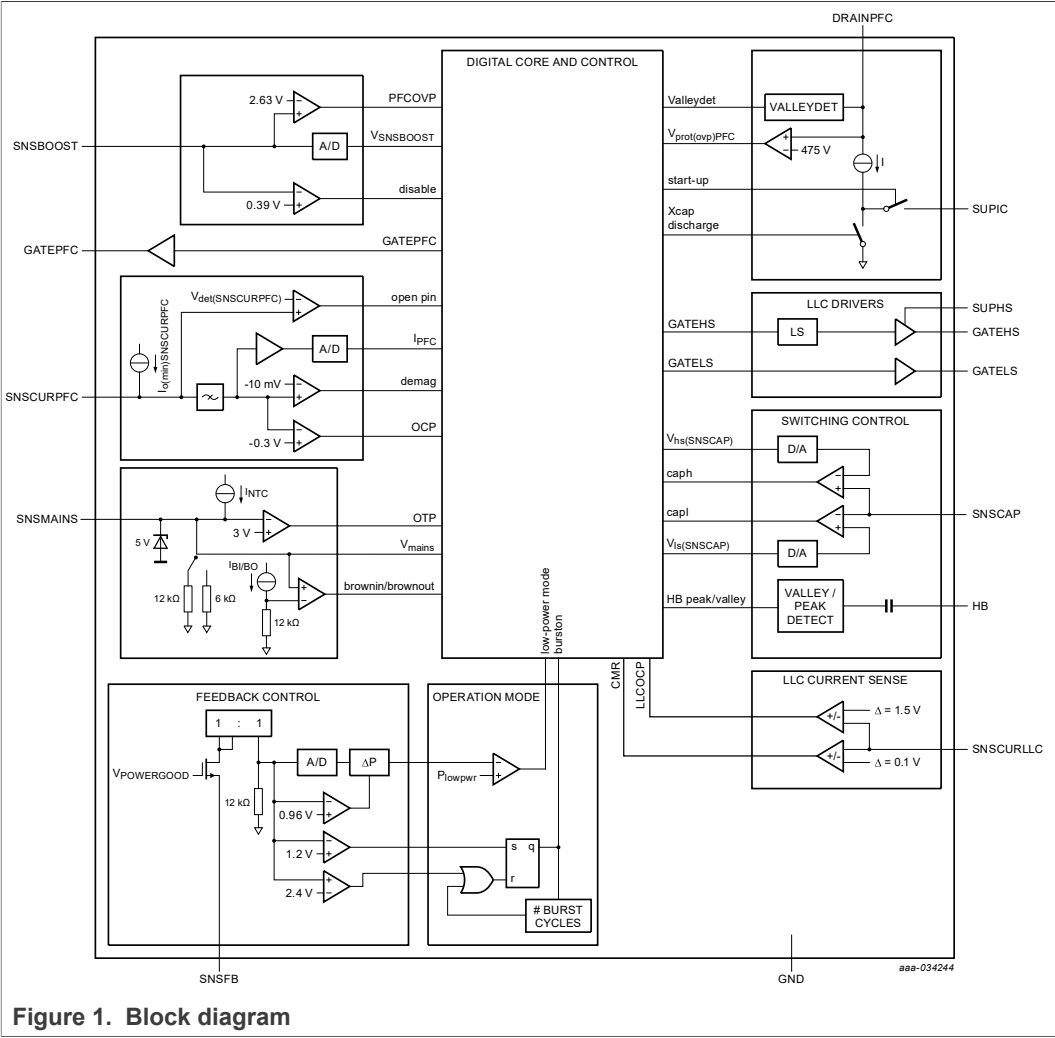 DRAINPFC
DIGITAL CORE AND CONTROL
2.63 V
PFCOVP
SNSBOOST
A/D
VSNSBOOST
0.39 V
disable
GATEPFC
GATEPFC
Vdet(SNSCURPFC)
open pin
Io(min)SNSCURPFC
A/D
IPFC
-10 mV
demag
SNSCURPFC
-0.3 V
OCP
INTC
SNSMAINS
3 V
OTP
5 V
Vmains
IBI/BO
12 kΩ
6 kΩ
12 kΩ
brownin/brownout
Valleydet
VALLEYDET
Vprot(ovp)PFC
475 V
I
start-up
Xcap
discharge
SUPIC
LLC DRIVERS
SUPHS
GATEHS
LS
GATEHS
GATELS
GATELS
SWITCHING CONTROL
Vhs(SNSCAP)
D/A
caph
capl
SNSCAP
Vls(SNSCAP)
D/A
HB peak/valley
VALLEY /
PEAK
DETECT
HB
low-power mode
burston
CMR
LLCOCP
LLC CURRENT SENSE
+/-
Δ = 1.5 V
SNSCURLLC
+/-
Δ = 0.1 V
FEEDBACK CONTROL
1 : 1
VPOWERGOOD
A/D
ΔP
12 kΩ
0.96 V
1.2 V
2.4 V
SNSFB
OPERATION MODE
Plowpwr
s q
r
# BURST
CYCLES
GND
aaa-034244
Figure 1. Block diagram